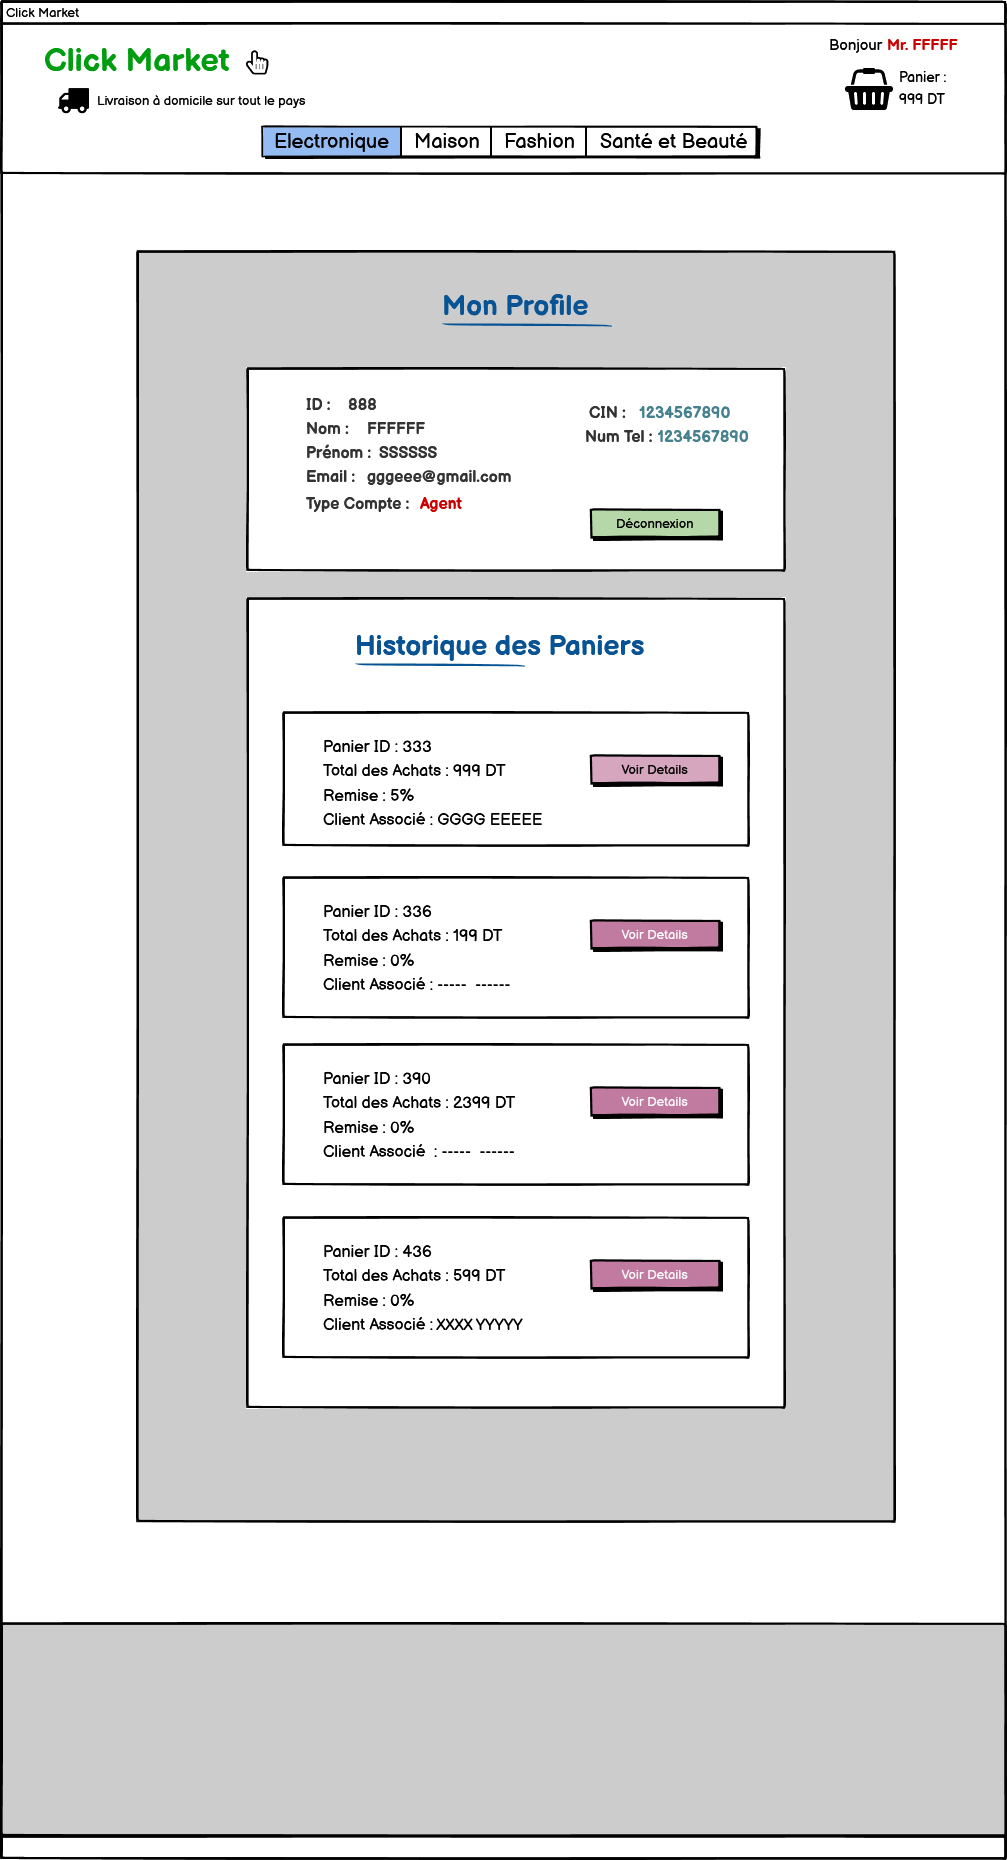 Click Market
Click Market
Bonjour Mr. FFFFF
Livraison à domicile sur tout le pays
Panier :
999 DT
Electronique Maison Fashion Santé et Beauté
Mon Profile
ID : 888
Nom : FFFFFF
Prénom : SSSSSS
Email : gggeee@gmail.com
Type Compte : Agent
CIN : 1234567890
Num Tel : 1234567890
Déconnexion
Historique des Paniers
Panier ID : 333
Total des Achats : 999 DT
Remise : 5%
Client Associé : GGGG EEEEE
Voir Details
Panier ID : 336
Total des Achats : 199 DT
Remise : 0%
Client Associé : ----- ------
Voir Details
Panier ID : 390
Total des Achats : 2399 DT
Remise : 0%
Client Associé : ----- ------
Voir Details
Panier ID : 436
Total des Achats : 599 DT
Remise : 0%
Client Associé : XXXX YYYYY
Voir Details